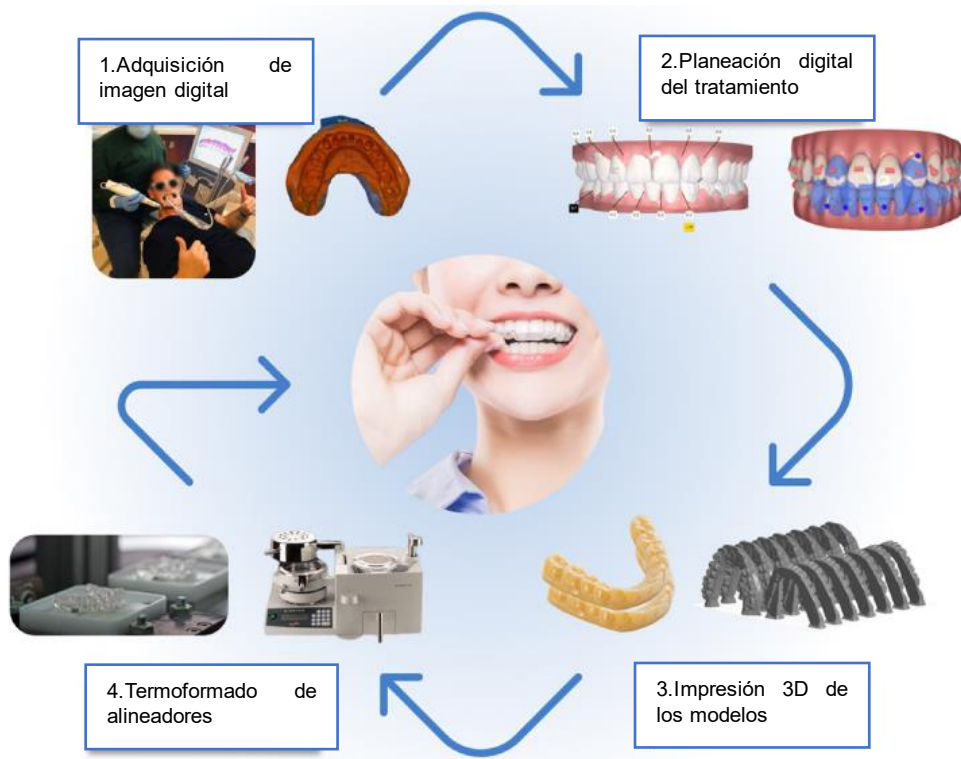 1.Adquisición de
imagen digital
2.Planeación digital
del tratamiento
4.Termoformado de
alineadores
3.Impresión 3D de
los modelos